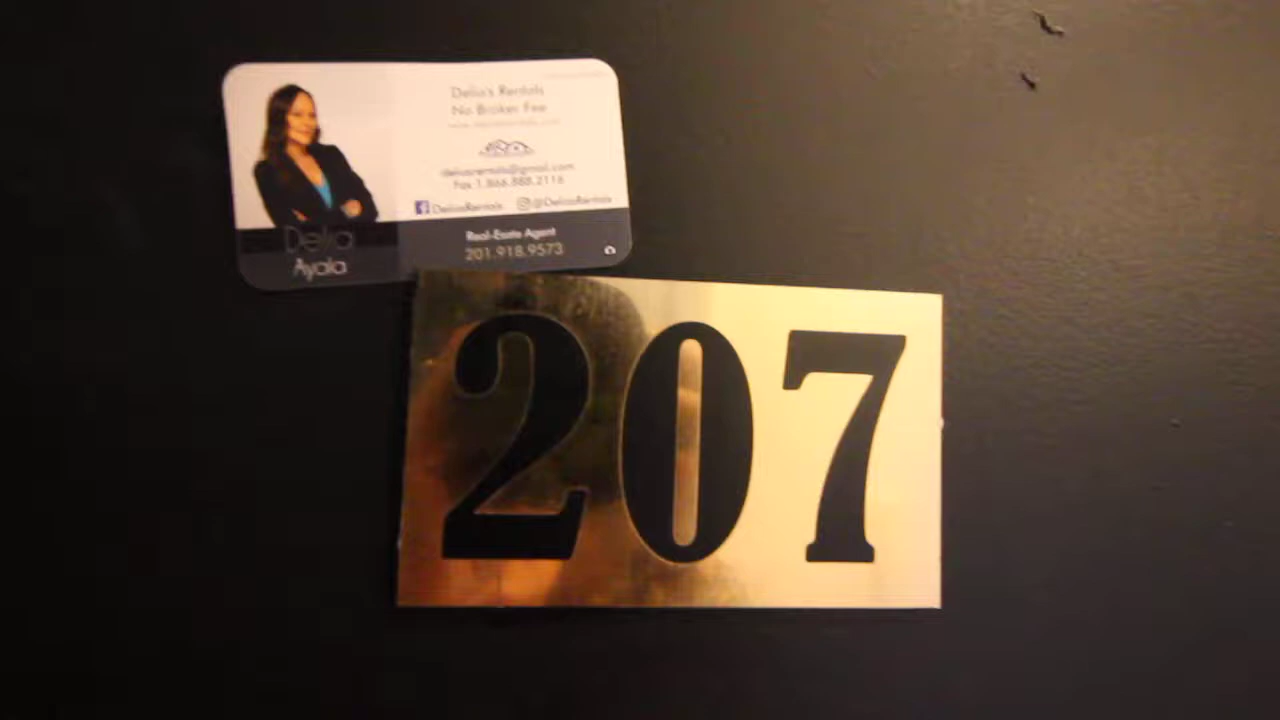 Delia's Rentals
No Broker Fee
deliasrentals@gmail.com
Fax 1.866.888.2116
DeliasRentals @DeliasRentals
Delia
Ayala
Real-Estate Agent
201.918.9573
207